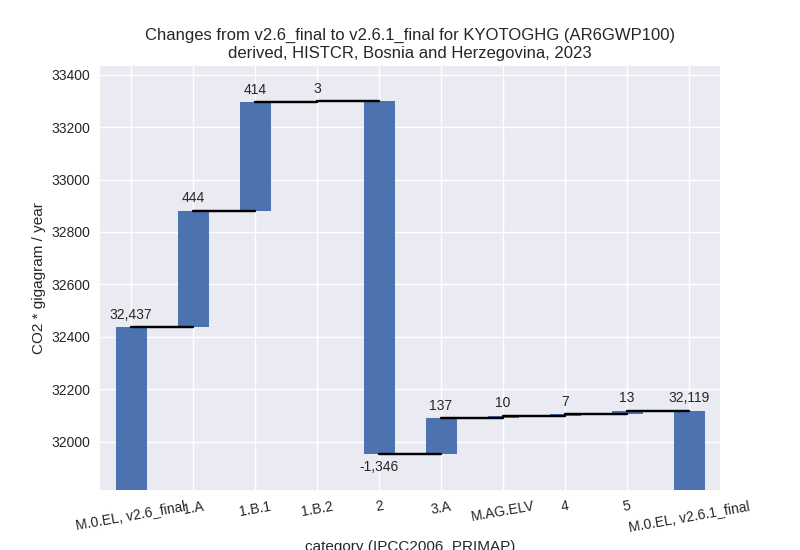 Changes from v2.6_final to v2.6.1_final for KYOTOGHG (AR6GWP100)
derived, HISTCR, Bosnia and Herzegovina, 2023
CO2 * gigagram / year
33400
33200
33000
32800
32600
32400
32200
32000
32,437
444
414
3
-1,346
137
10
7
13
32,119
M.0.EL, v2.6_final
1.A
1.B.1
1.B.2
2
3.A
M.AG.ELV
4
5
M.0.EL, v2.6.1_final
category (IPCC2006_PRIMAP)